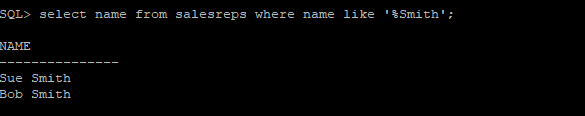 SQL> select name from salesreps where name like '%Smith';
NAME
---------------
Sue Smith
Bob Smith